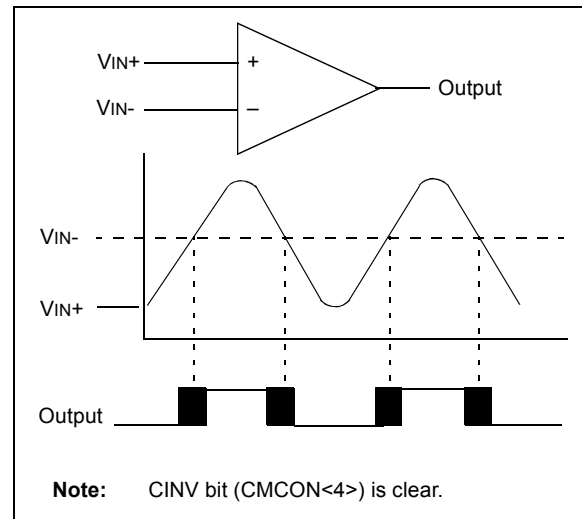 VIN+
+
Output
VIN-
–
VIN-
VIN+
Output
Note: CINV bit (CMCON<4>) is clear.